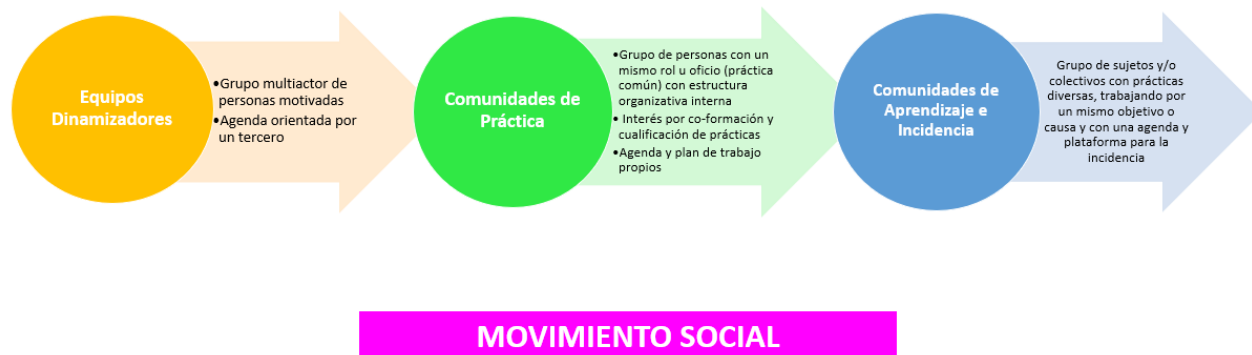 Equipos
Dinamizadores
•Grupo multiactor de
personas motivadas
•Agenda orientada por
un tercero
Comunidades de
Práctica
•Grupo de personas con un
mismo rol u oficio (práctica
común) con estructura
organizativa interna
• Interés por co-formación y
cualificación de prácticas
•Agenda y plan de trabajo
propios
Comunidades de
Aprendizaje e
Incidencia
Grupo de sujetos y/o
colectivos con prácticas
diversas, trabajando por
un mismo objetivo o
causa y con una agenda y
plataforma para la
incidencia
MOVIMIENTO SOCIAL